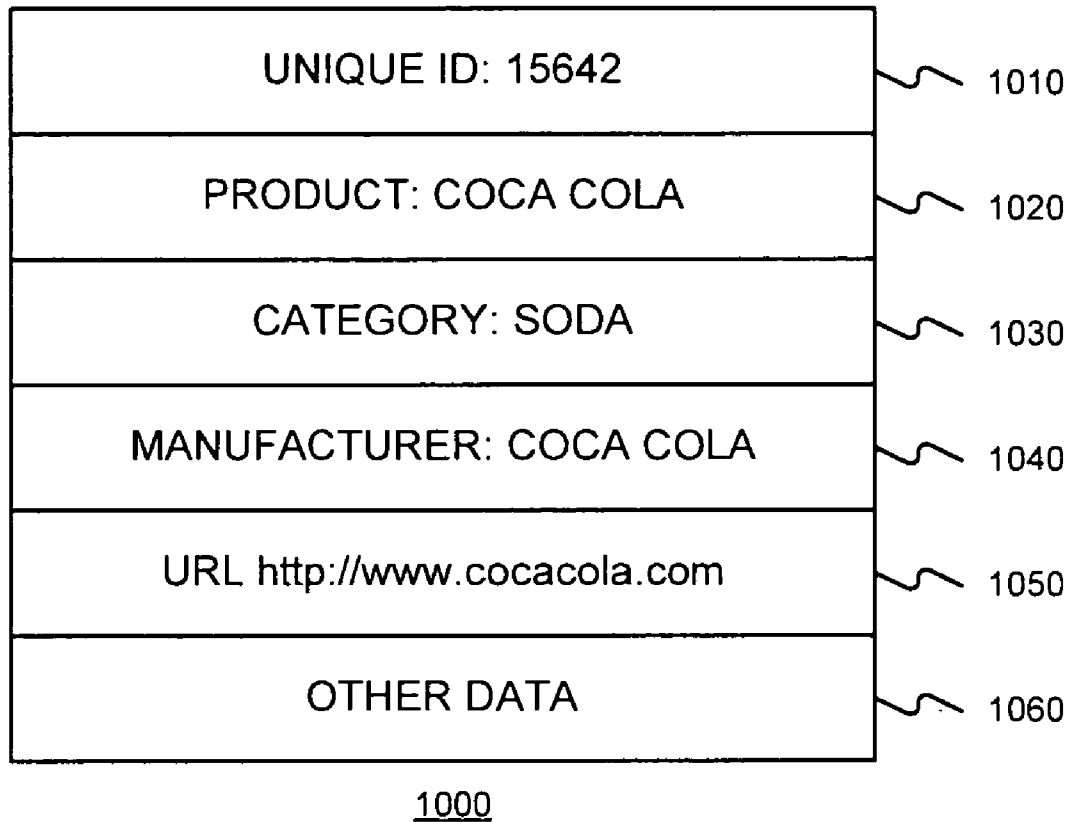 UNIQUE ID: 15642 1010
PRODUCT: COCA COLA 1020
CATEGORY: SODA 1030
MANUFACTURER: COCA COLA 1040
URL http://www.cocacola.com 1050
OTHER DATA 1060
1000